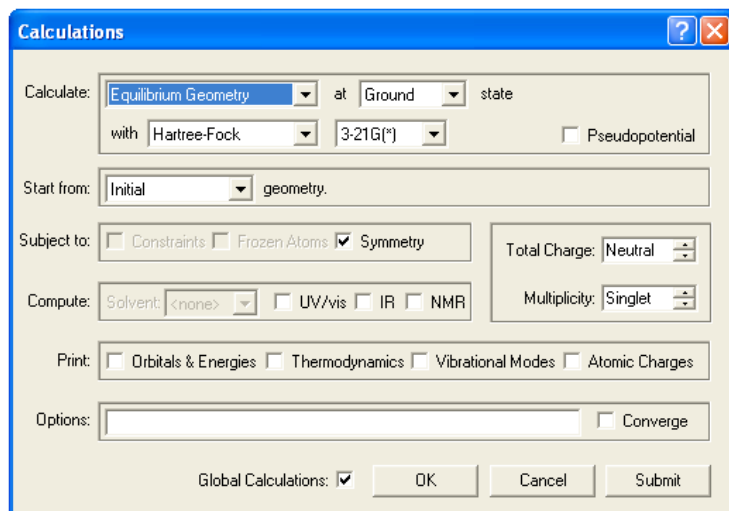 Calculations
Calculate: Equilibrium Geometry at Ground state
with Hartree-Fock 3-21G(*) Pseudopotential
Start from: Initial geometry.
Subject to: Constraints Frozen Atoms Symmetry
Total Charge: Neutral
Compute: Solvent: <none> UV/vis IR NMR
Multiplicity: Singlet
Print: Orbitals & Energies Thermodynamics Vibrational Modes Atomic Charges
Options: Converge
Global Calculations: OK Cancel Submit